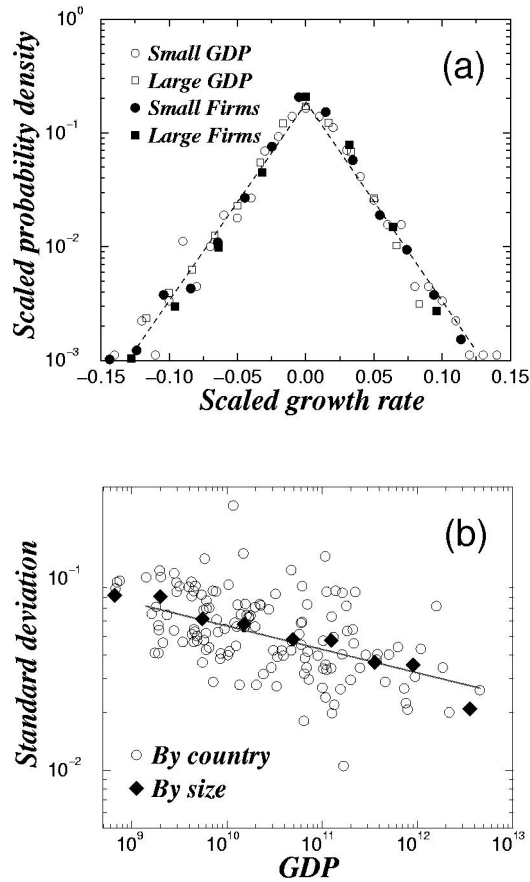 (a)
Small GDP
Large GDP
Small Firms
Large Firms
Scaled probability density
10⁰
10⁻¹
10⁻²
10⁻³
−0.15 −0.10 −0.05 0.00 0.05 0.10 0.15
Scaled growth rate
(b)
Standard deviation
10⁻¹
10⁻²
By country
By size
10⁹ 10¹⁰ 10¹¹ 10¹² 10¹³
GDP